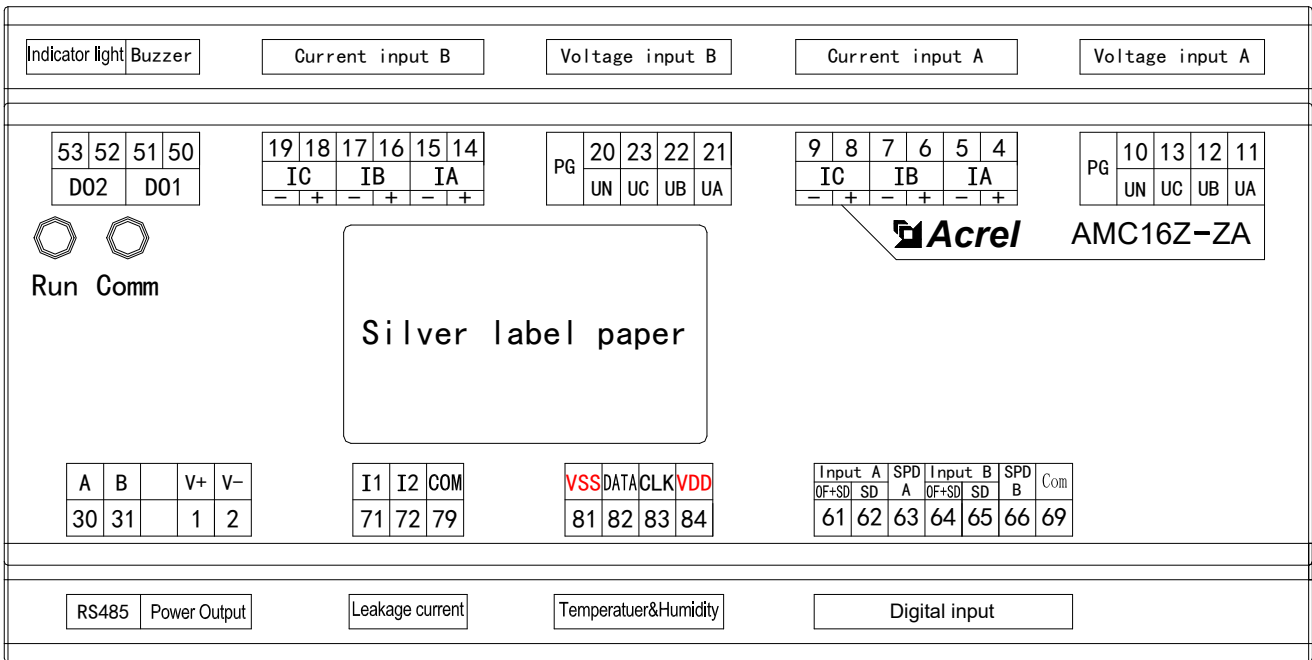 Indicator light Buzzer Current input B Voltage input B Current input A Voltage input A
53 52 51 50 19 18 17 16 15 14 PG 20 23 22 21 9 8 7 6 5 4 PG 10 13 12 11
DO2 DO1 IC IB IA UN UC UB UA IC IB IA UN UC UB UA
- + - + - + - + - + - +
Acrel AMC16Z-ZA
Run Comm
Silver label paper
A B V+ V- I1 I2 COM VSS DATA CLK VDD Input A SPD A Input B SPD B Com
OF+SD SD OF+SD SD
30 31 1 2 71 72 79 81 82 83 84 61 62 63 64 65 66 69
RS485 Power Output Leakage current Temperatuer&Humidity Digital input